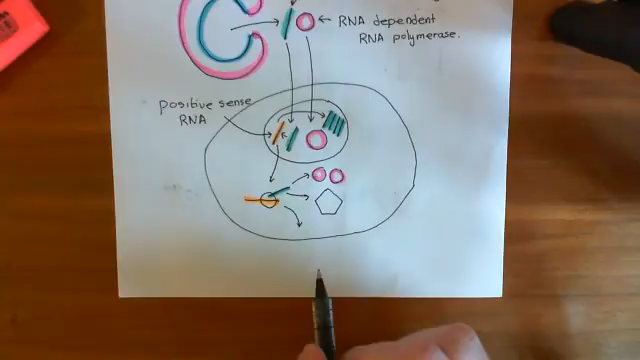 RNA dependent
RNA polymerase.
positive sense
RNA